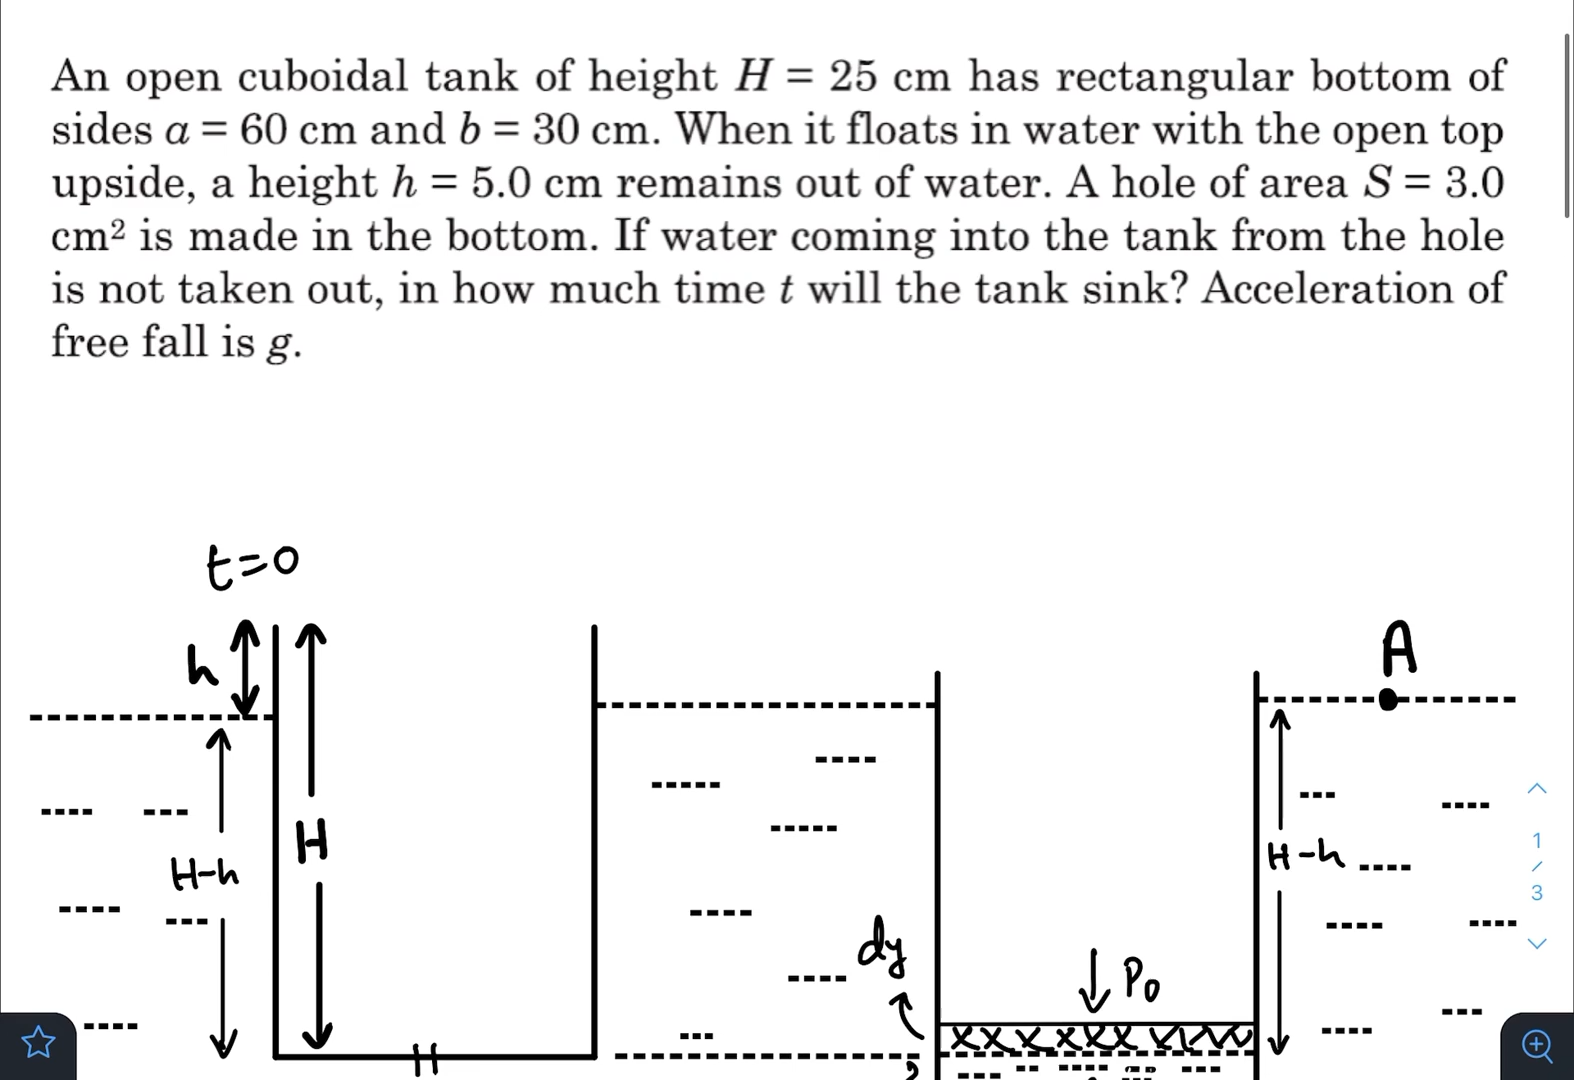 An open cuboidal tank of height H = 25 cm has rectangular bottom of
sides a = 60 cm and b = 30 cm. When it floats in water with the open top
upside, a height h = 5.0 cm remains out of water. A hole of area S = 3.0
cm² is made in the bottom. If water coming into the tank from the hole
is not taken out, in how much time t will the tank sink? Acceleration of
free fall is g.
t=0
h
A
H
H-h
H-h
1
/
3
dy
P₀